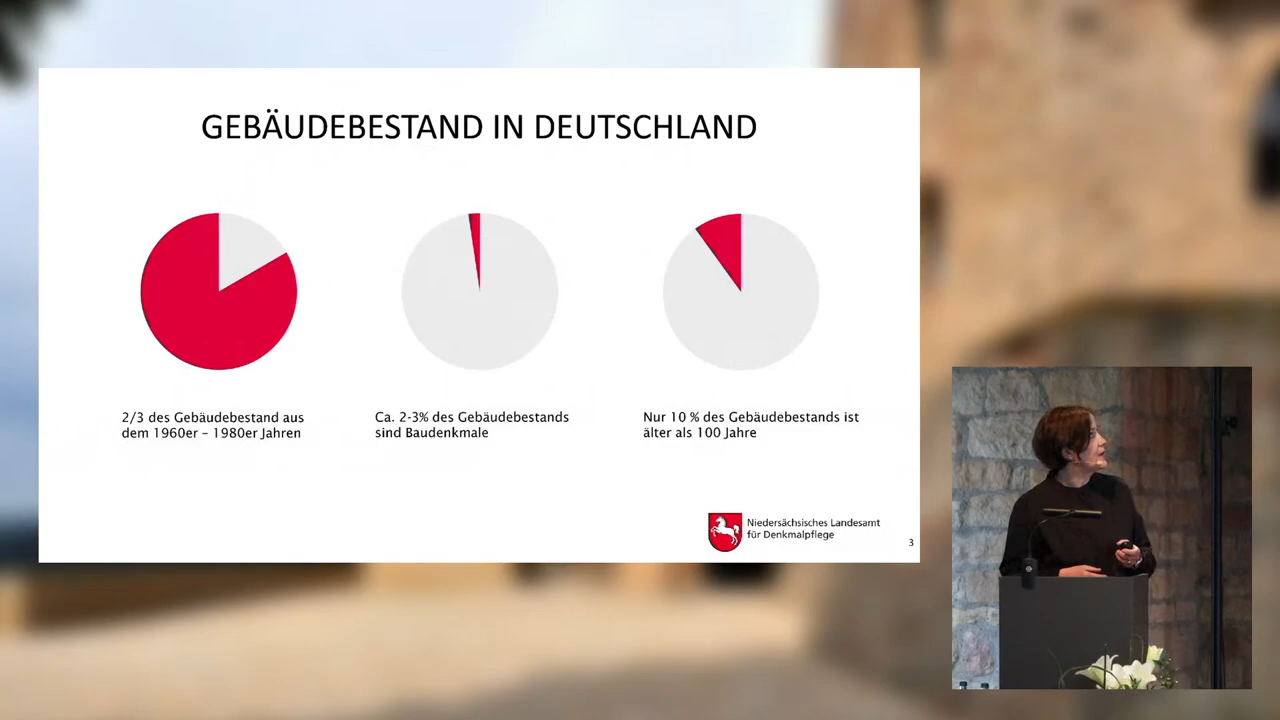 GEBÄUDEBESTAND IN DEUTSCHLAND
2/3 des Gebäudebestand aus
dem 1960er – 1980er Jahren
Ca. 2-3% des Gebäudebestands
sind Baudenkmale
Nur 10 % des Gebäudebestands ist
älter als 100 Jahre
Niedersächsisches Landesamt
für Denkmalpflege
3